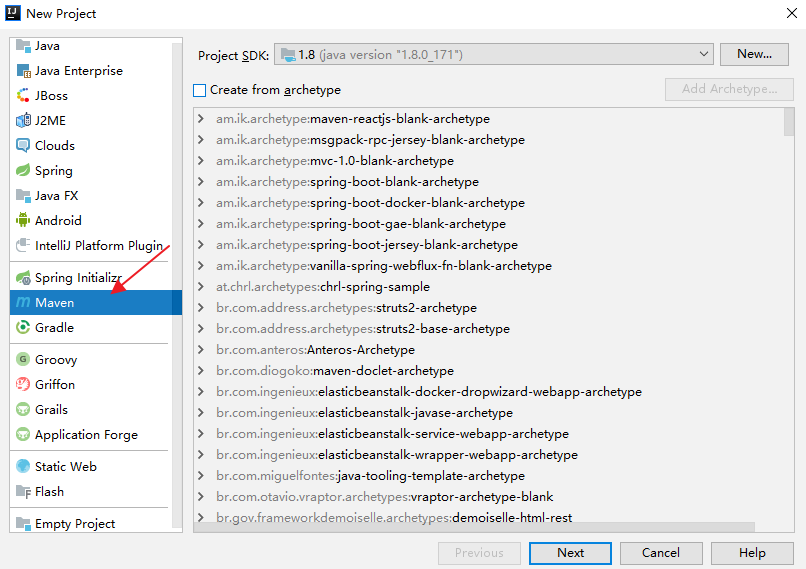 New Project
Java
Java Enterprise
JBoss
J2ME
Clouds
Spring
Java FX
Android
IntelliJ Platform Plugin
Spring Initializr
Maven
Gradle
Groovy
Griffon
Grails
Application Forge
Static Web
Flash
Empty Project
Project SDK: 1.8 (java version "1.8.0_171") New...
Create from archetype Add Archetype...
am.ik.archetype:maven-reactjs-blank-archetype
am.ik.archetype:msgpack-rpc-jersey-blank-archetype
am.ik.archetype:mvc-1.0-blank-archetype
am.ik.archetype:spring-boot-blank-archetype
am.ik.archetype:spring-boot-docker-blank-archetype
am.ik.archetype:spring-boot-gae-blank-archetype
am.ik.archetype:spring-boot-jersey-blank-archetype
am.ik.archetype:vanilla-spring-webflux-fn-blank-archetype
at.chrl.archetypes:chrl-spring-sample
br.com.address.archetypes:struts2-archetype
br.com.address.archetypes:struts2-base-archetype
br.com.anteros:Anteros-Archetype
br.com.diogoko:maven-doclet-archetype
br.com.ingenieux:elasticbeanstalk-docker-dropwizard-webapp-archetype
br.com.ingenieux:elasticbeanstalk-javase-archetype
br.com.ingenieux:elasticbeanstalk-service-webapp-archetype
br.com.ingenieux:elasticbeanstalk-wrapper-webapp-archetype
br.com.miguelfontes:java-tooling-template-archetype
br.com.otavio.vraptor.archetypes:vraptor-archetype-blank
br.gov.frameworkdemoiselle.archetypes:demoiselle-html-rest
Previous Next Cancel Help